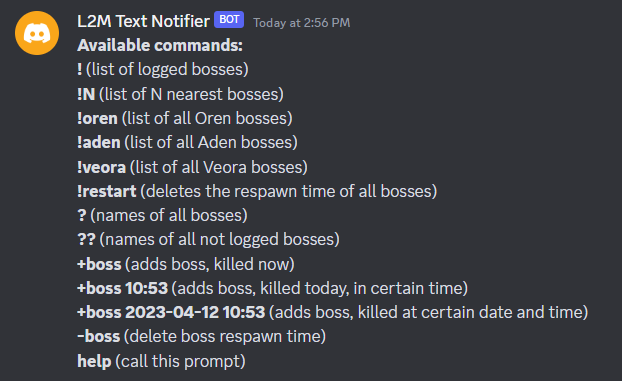 L2M Text Notifier BOT Today at 2:56 PM
Available commands:
! (list of logged bosses)
!N (list of N nearest bosses)
!oren (list of all Oren bosses)
!aden (list of all Aden bosses)
!veora (list of all Veora bosses)
!restart (deletes the respawn time of all bosses)
? (names of all bosses)
?? (names of all not logged bosses)
+boss (adds boss, killed now)
+boss 10:53 (adds boss, killed today, in certain time)
+boss 2023-04-12 10:53 (adds boss, killed at certain date and time)
-boss (delete boss respawn time)
help (call this prompt)